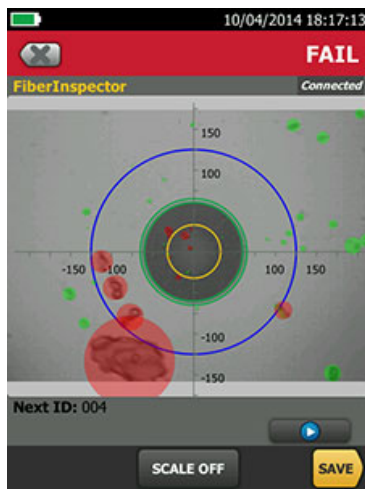 10/04/2014 18:17:13
FAIL
FiberInspector Connected
150
100
-150 -100 100 150
-100
-150
Next ID: 004
SCALE OFF
SAVE